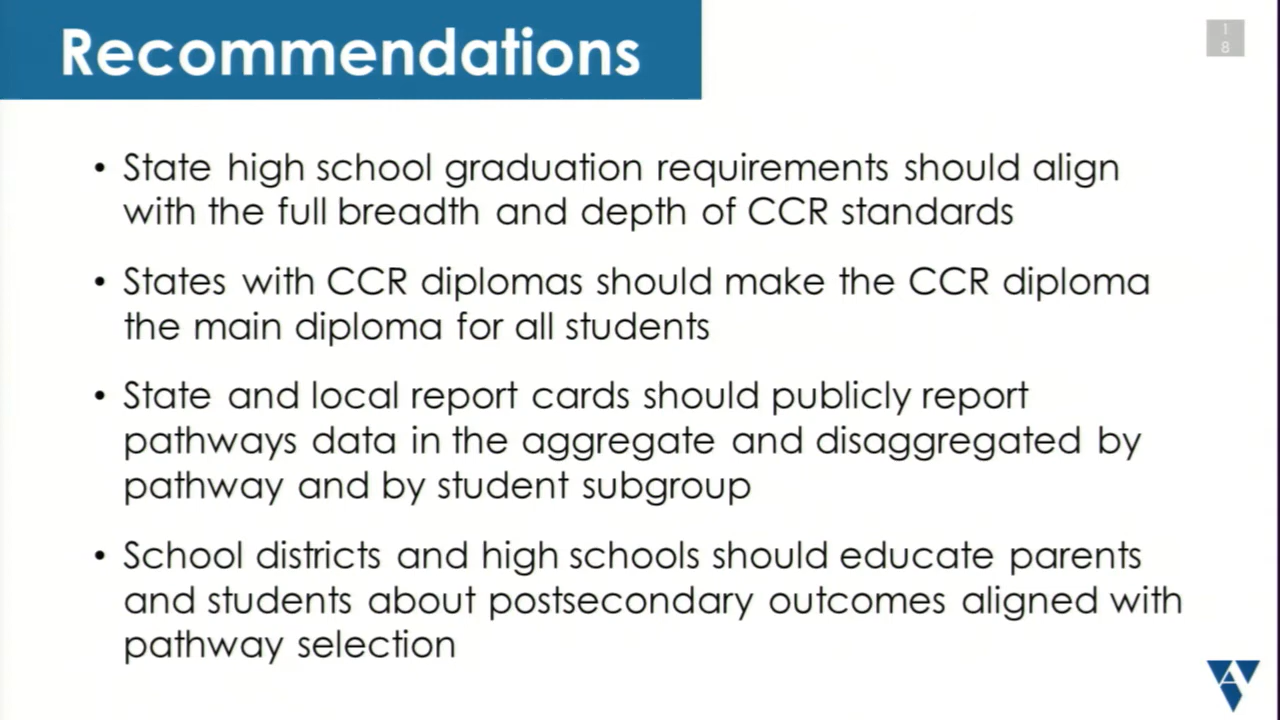 Recommendations
1
8
• State high school graduation requirements should align
with the full breadth and depth of CCR standards
• States with CCR diplomas should make the CCR diploma
the main diploma for all students
• State and local report cards should publicly report
pathways data in the aggregate and disaggregated by
pathway and by student subgroup
• School districts and high schools should educate parents
and students about postsecondary outcomes aligned with
pathway selection
A